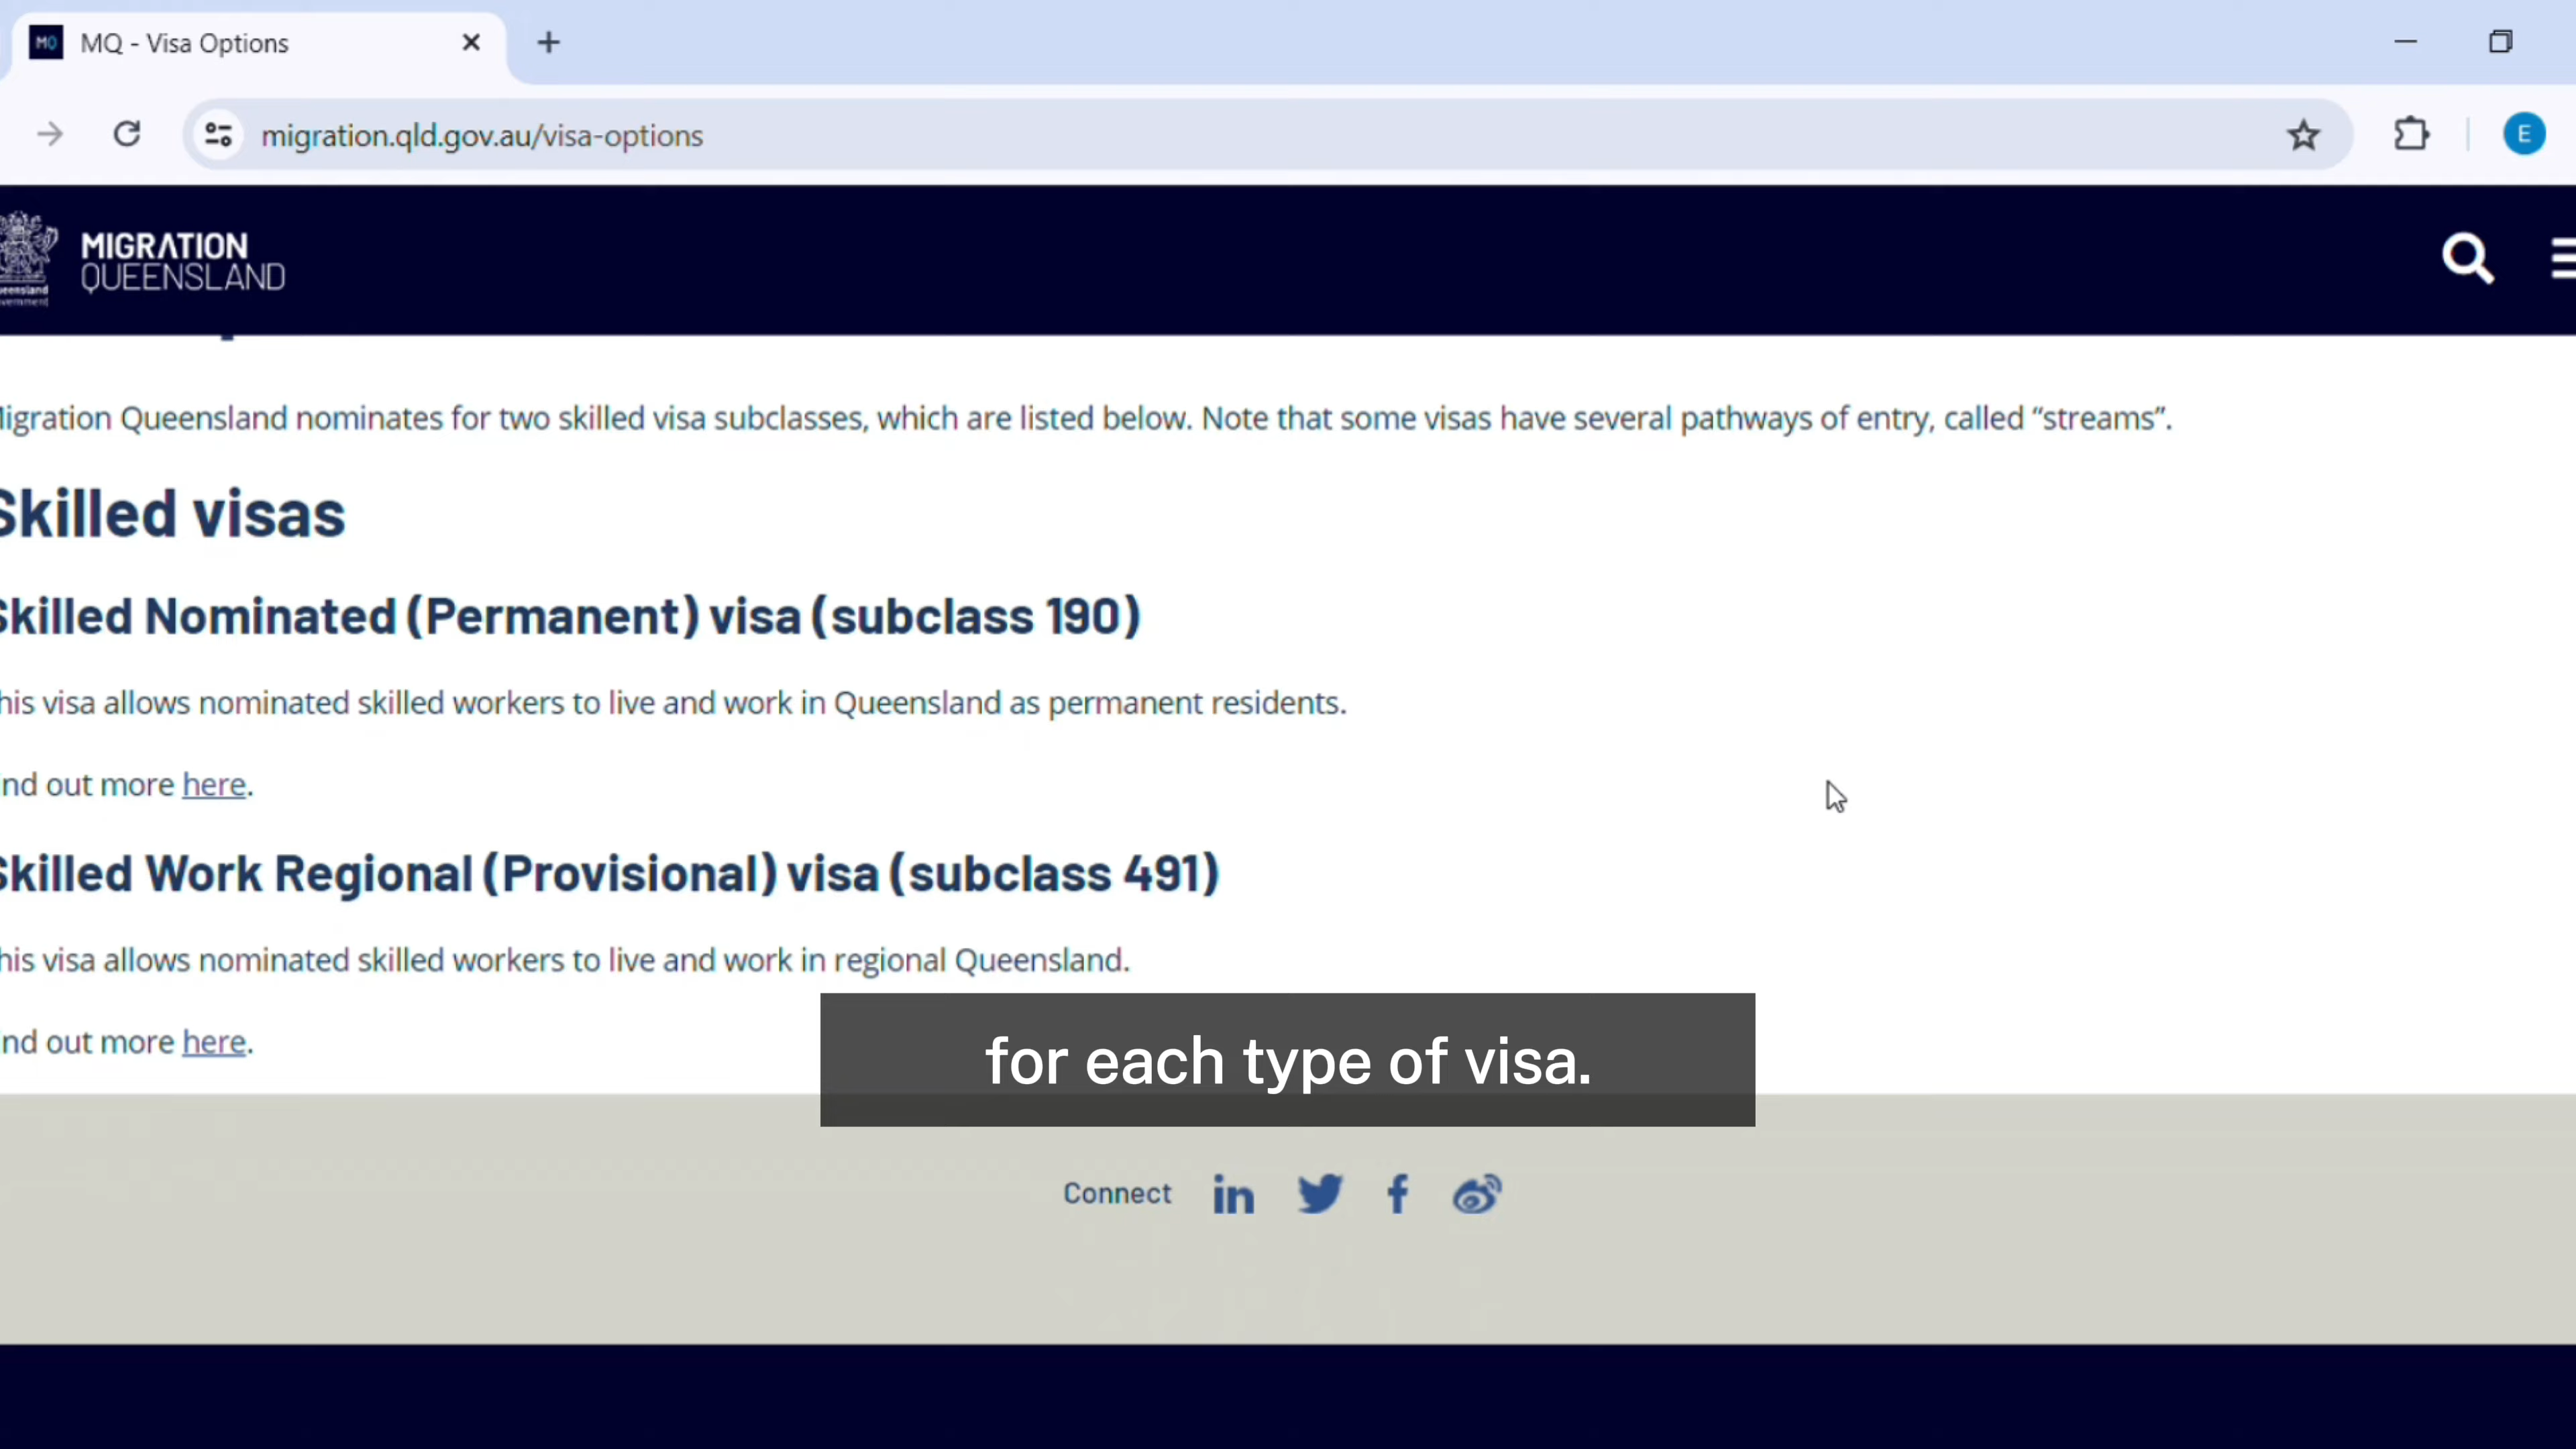 MQ - Visa Options
migration.qld.gov.au/visa-options
E
MIGRATION
QUEENSLAND
igration Queensland nominates for two skilled visa subclasses, which are listed below. Note that some visas have several pathways of entry, called “streams”.
Skilled visas
Skilled Nominated (Permanent) visa (subclass 190)
his visa allows nominated skilled workers to live and work in Queensland as permanent residents.
nd out more here.
Skilled Work Regional (Provisional) visa (subclass 491)
his visa allows nominated skilled workers to live and work in regional Queensland.
nd out more here.
for each type of visa.
Connect